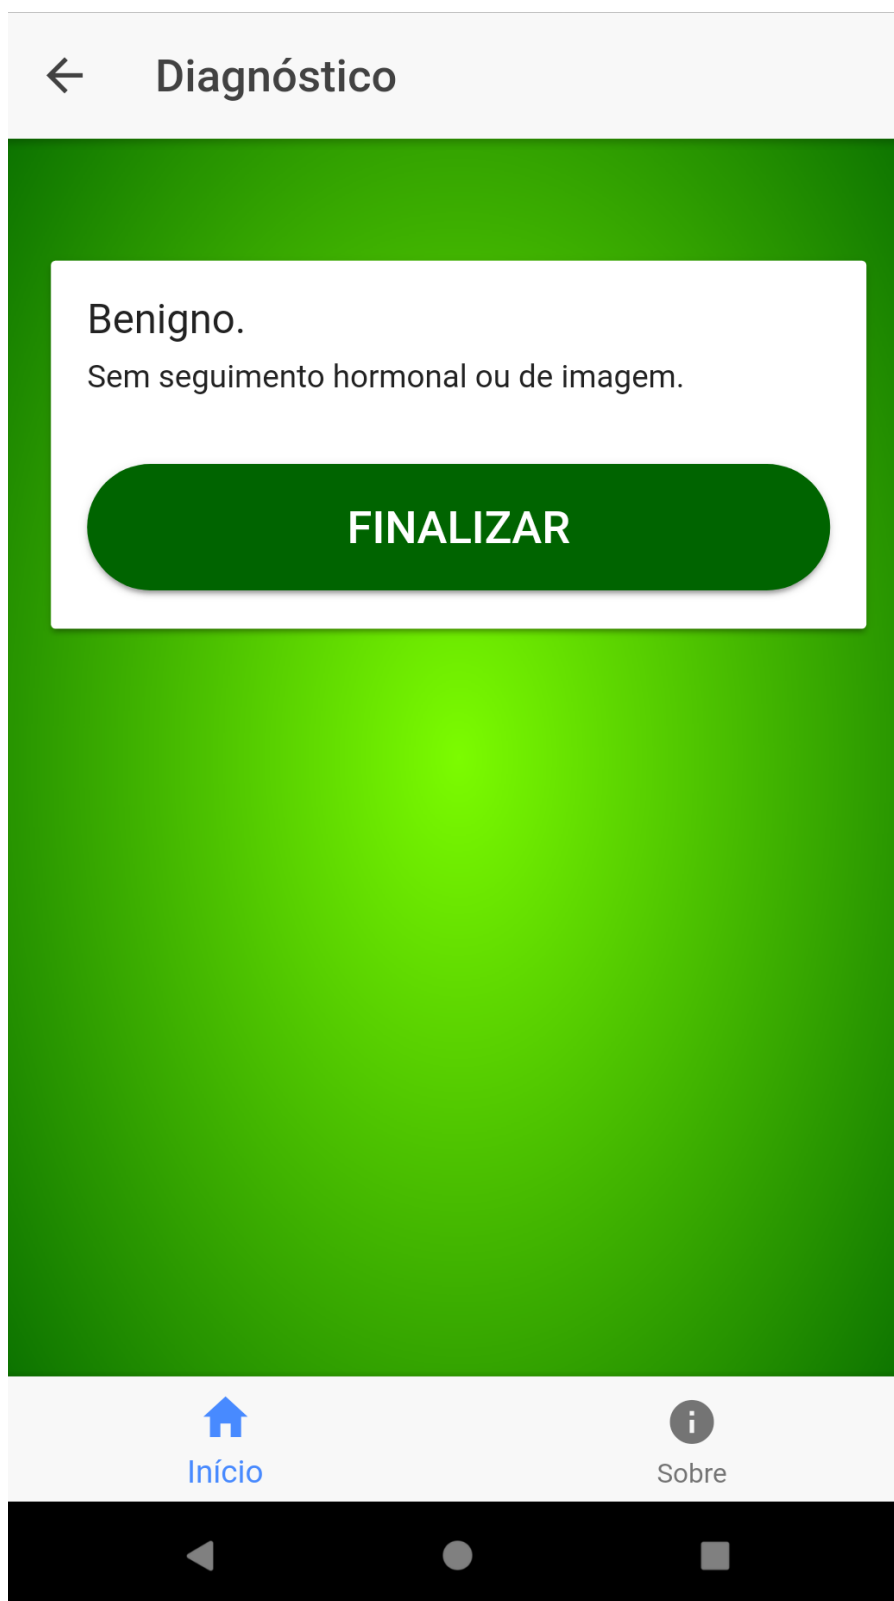 Diagnóstico
Benigno.
Sem seguimento hormonal ou de imagem.
FINALIZAR
Início
Sobre